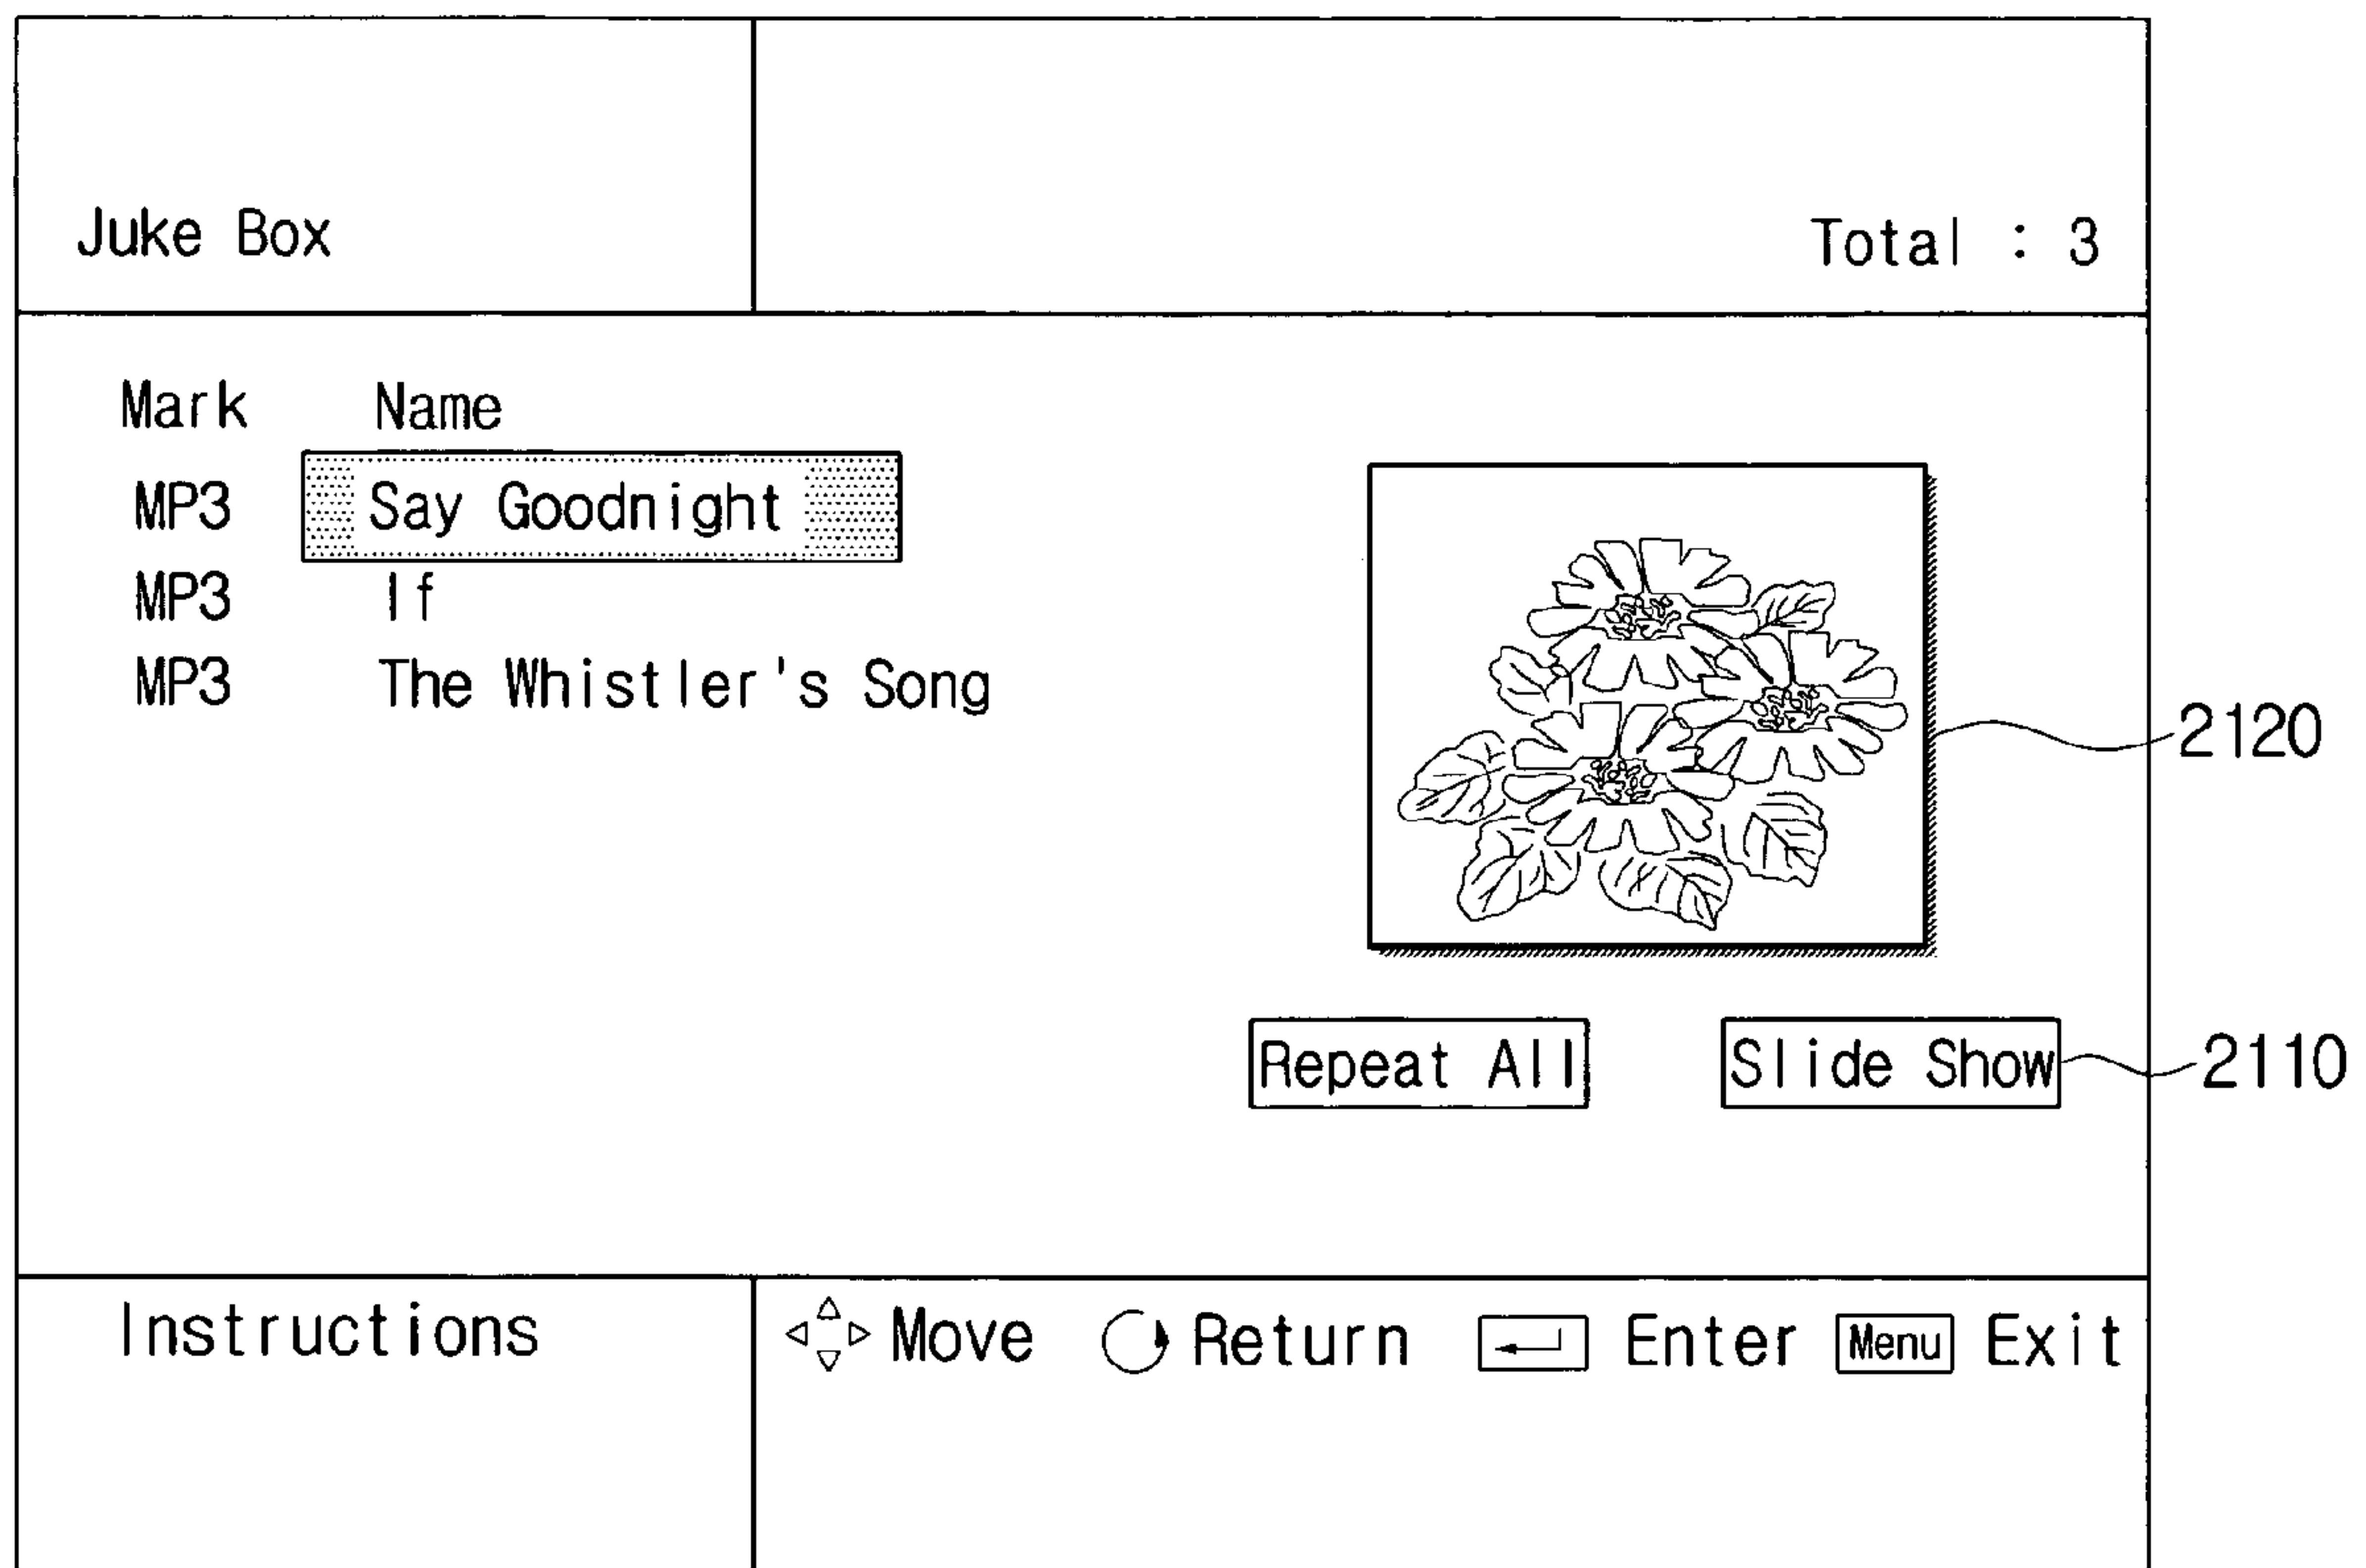 Juke Box
Total : 3
Mark Name
MP3 Say Goodnight
MP3 If
MP3 The Whistler's Song
2120
Repeat All Slide Show 2110
Instructions Move Return Enter Menu Exit